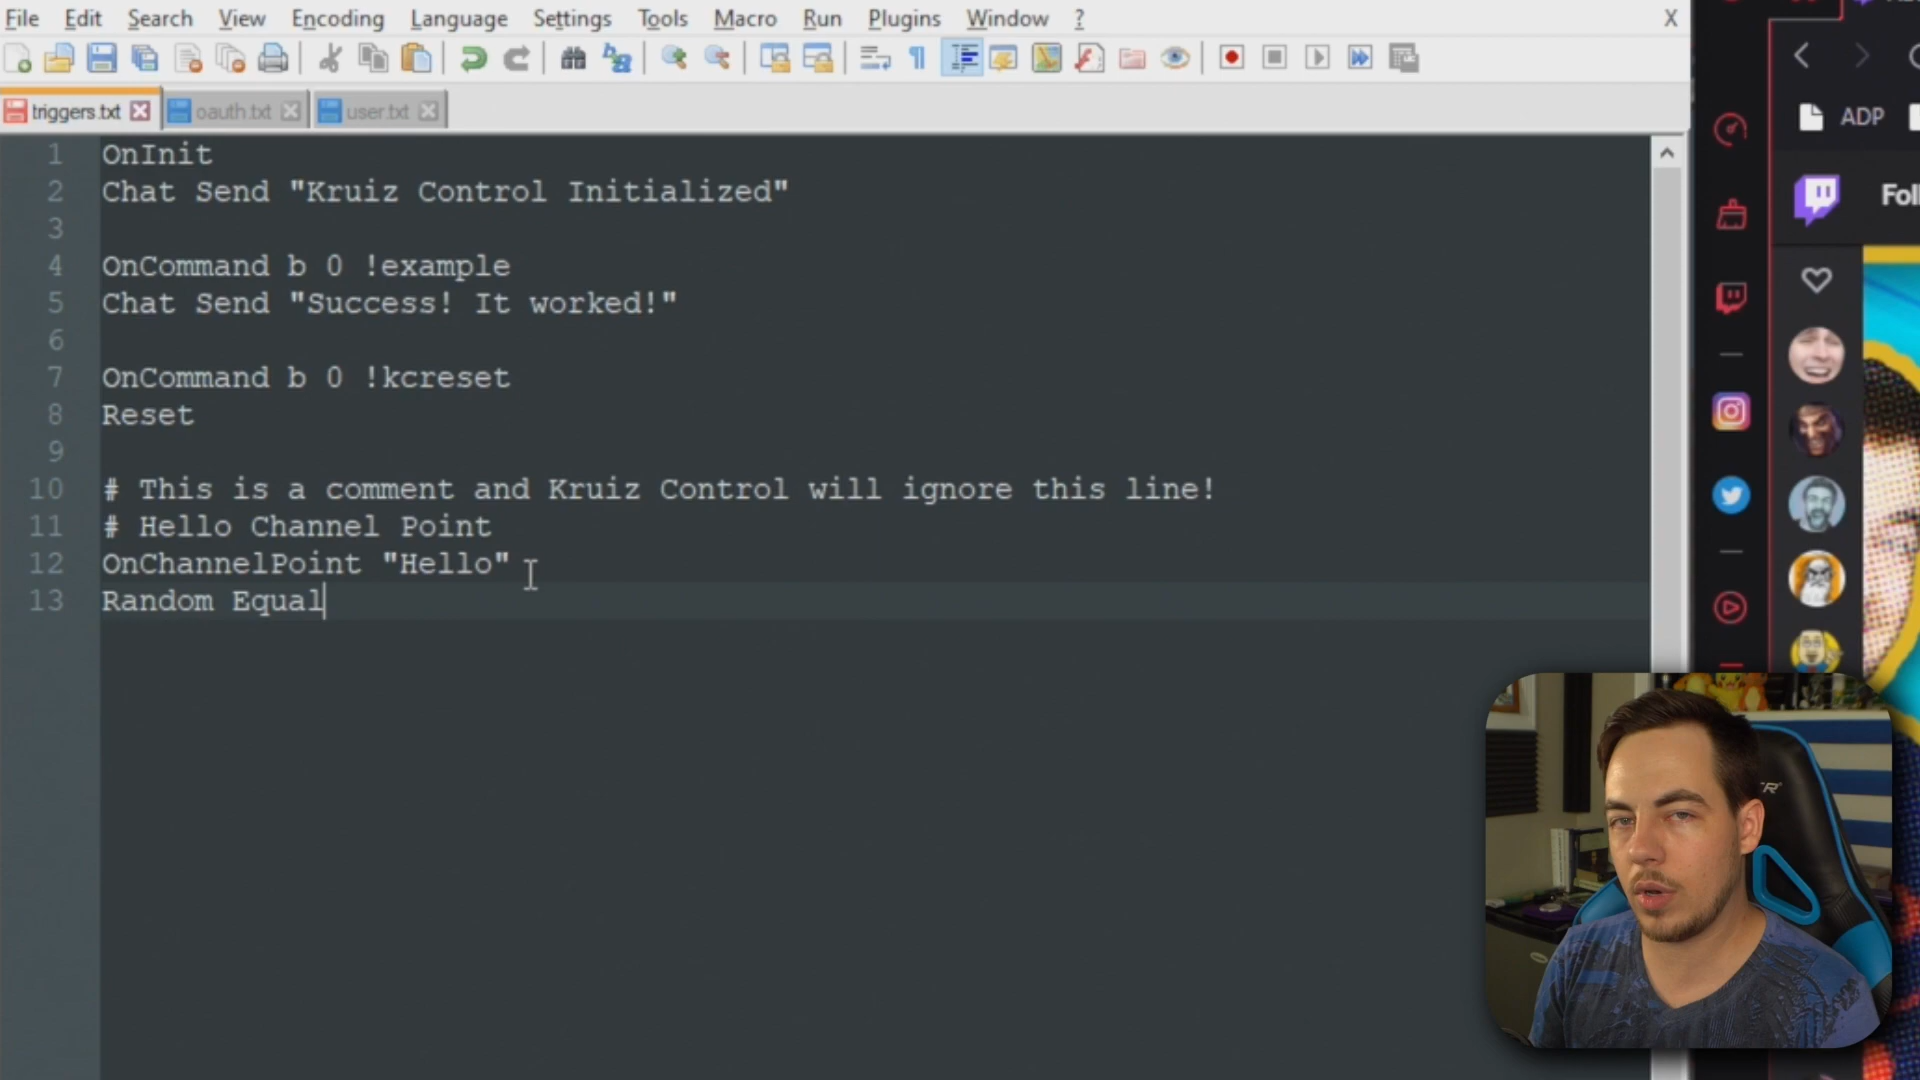 File Edit Search View Encoding Language Settings Tools Macro Run Plugins Window ? X
triggers.txt oauth.txt user.txt
ADP
1 OnInit
2 Chat Send "Kruiz Control Initialized"
3
4 OnCommand b 0 !example
5 Chat Send "Success! It worked!"
6
7 OnCommand b 0 !kcreset
8 Reset
9
10 # This is a comment and Kruiz Control will ignore this line!
11 # Hello Channel Point
12 OnChannelPoint "Hello"
13 Random Equal